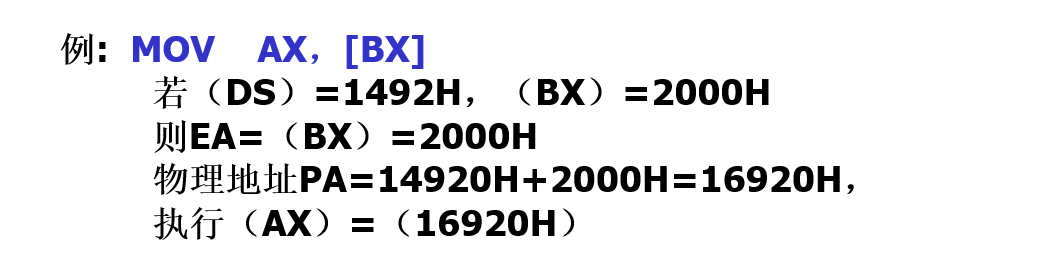 例: MOV AX，[BX]
若（DS）=1492H，（BX）=2000H
则EA=（BX）=2000H
物理地址PA=14920H+2000H=16920H，
执行（AX）=（16920H）